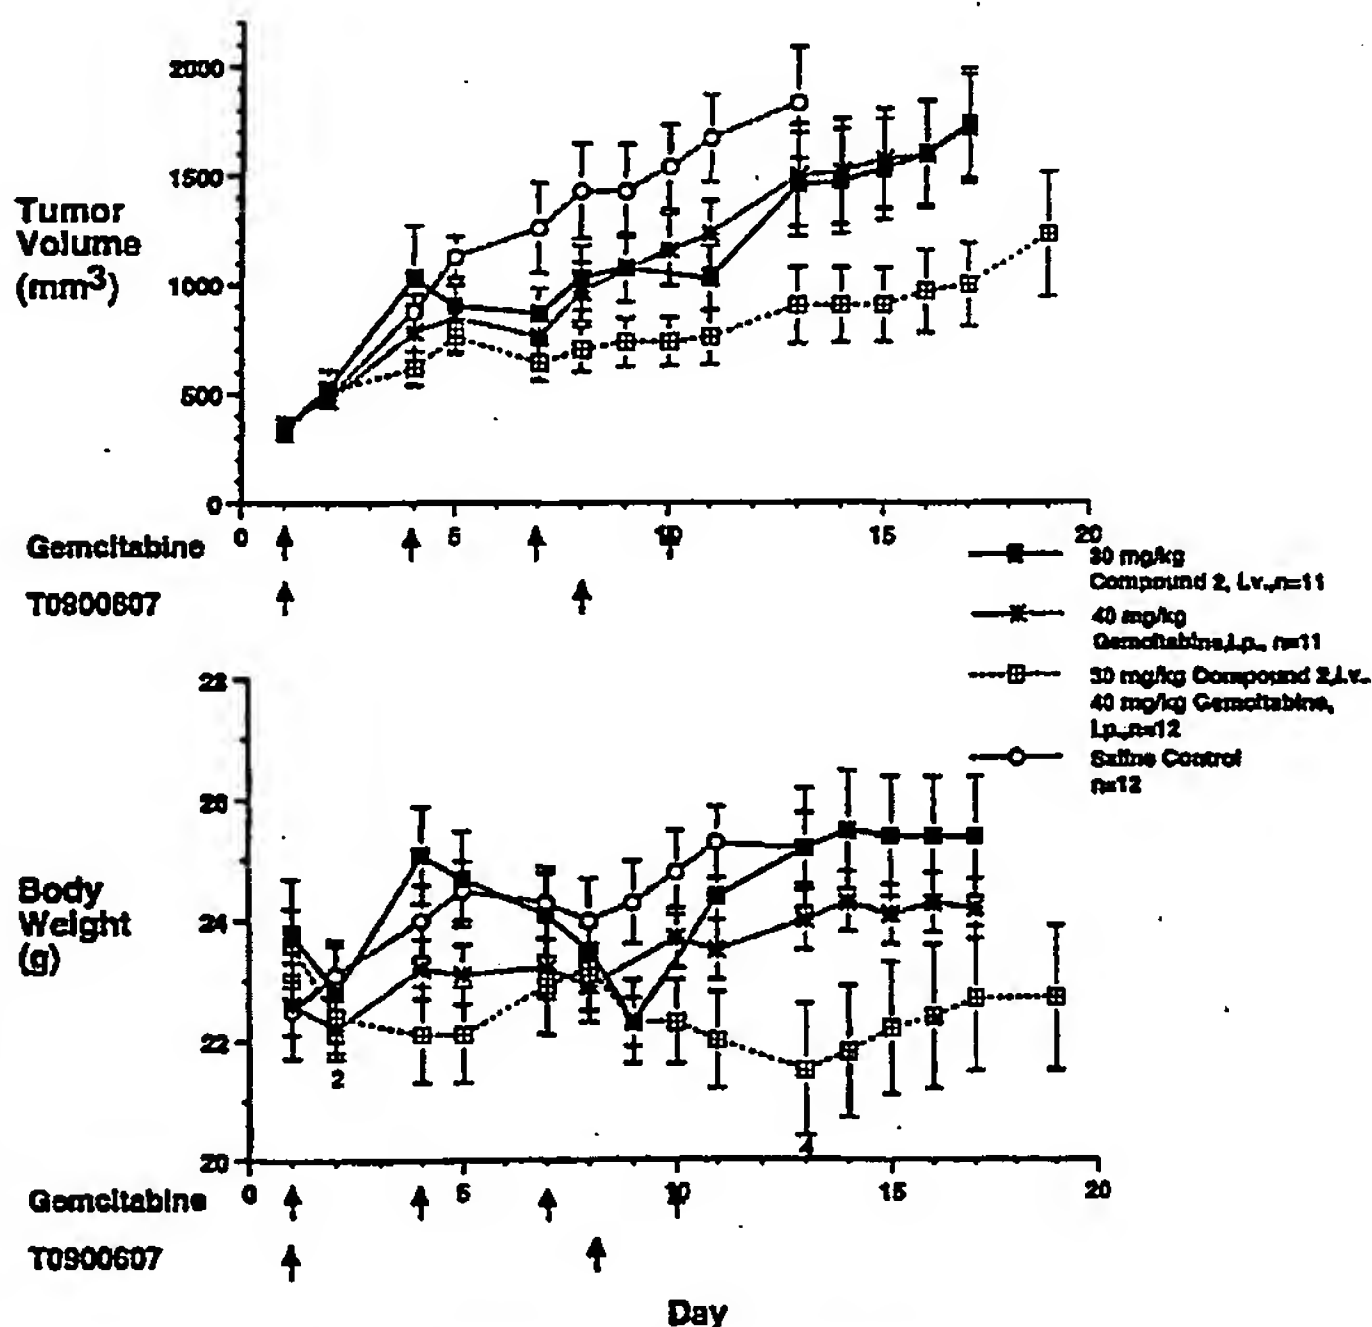 2000
1500
Tumor
Volume
(mm3)
1000
500
0
0 5 10 15 20
Gemcitabine
T0900607
30 mg/kg
Compound 2, i.v., n=11
40 mg/kg
Gemcitabine, i.p., n=11
30 mg/kg Compound 2, i.v.
40 mg/kg Gemcitabine,
i.p., n=12
Saline Control
n=12
26
Body
Weight
(g)
24
22
2
4
20
0 5 10 15 20
Gemcitabine
T0900607
Day